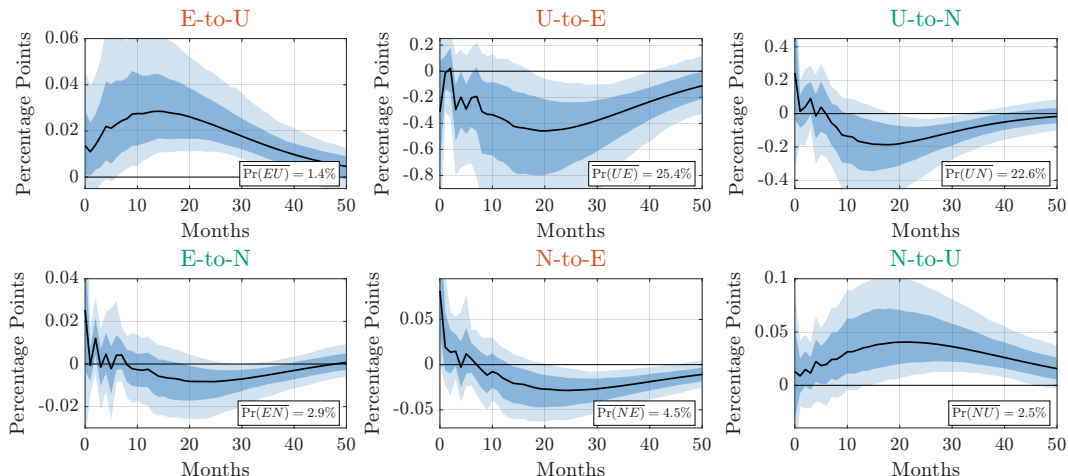 E-to-U
U-to-E
U-to-N
Percentage Points
0.06
0.04
0.02
0
Pr(EU) = 1.4%
0 10 20 30 40 50
Months
Percentage Points
0.2
0
-0.2
-0.4
-0.6
-0.8
Pr(UE) = 25.4%
0 10 20 30 40 50
Months
Percentage Points
0.4
0.2
0
-0.2
-0.4
Pr(UN) = 22.6%
0 10 20 30 40 50
Months
E-to-N
N-to-E
N-to-U
Percentage Points
0.04
0.02
0
-0.02
Pr(EN) = 2.9%
0 10 20 30 40 50
Months
Percentage Points
0.05
0
-0.05
Pr(NE) = 4.5%
0 10 20 30 40 50
Months
Percentage Points
0.1
0.05
0
Pr(NU) = 2.5%
0 10 20 30 40 50
Months